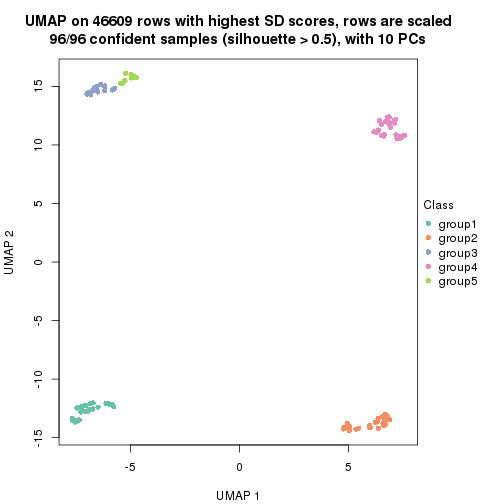 UMAP on 46609 rows with highest SD scores, rows are scaled
96/96 confident samples (silhouette > 0.5), with 10 PCs
15
10
5
0
-5
-10
-15
UMAP 2
-5
0
5
UMAP 1
Class
group1
group2
group3
group4
group5